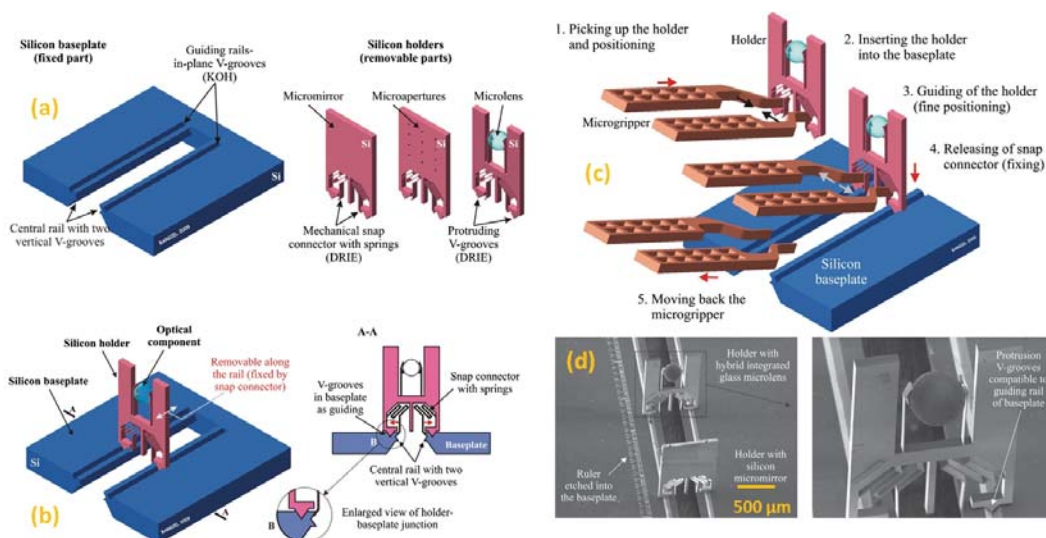 Silicon baseplate
(fixed part)
Guiding rails-
in-plane V-grooves
(KOH)
(a)
Si
Central rail with two
vertical V-grooves
Silicon holders
(removable parts)
Micromirror
Microapertures
Microlens
Si
Si
Si
Mechanical snap
connector with springs
(DRIE)
Protruding
V-grooves
(DRIE)
Optical
component
Silicon holder
Silicon baseplate
Removable along
the rail (fixed by
snap connector)
A
Si
A
(b)
A-A
V-grooves
in baseplate
as guiding
Snap connector
with springs
B
Baseplate
Central rail with two
vertical V-grooves
B
Enlarged view of holder-
baseplate junction
1. Picking up the holder
and positioning
Holder
2. Inserting the holder
into the baseplate
3. Guiding of the holder
(fine positioning)
Microgripper
Si
4. Releasing of snap
connector (fixing)
(c)
Silicon
baseplate
5. Moving back the
microgripper
(d)
Holder with
hybrid integrated
glass microlens
Ruler
etched into
the baseplate
Holder with
silicon
micromirror
500 μm
Protrusion
V-grooves
compatible to
guiding rail
of baseplate